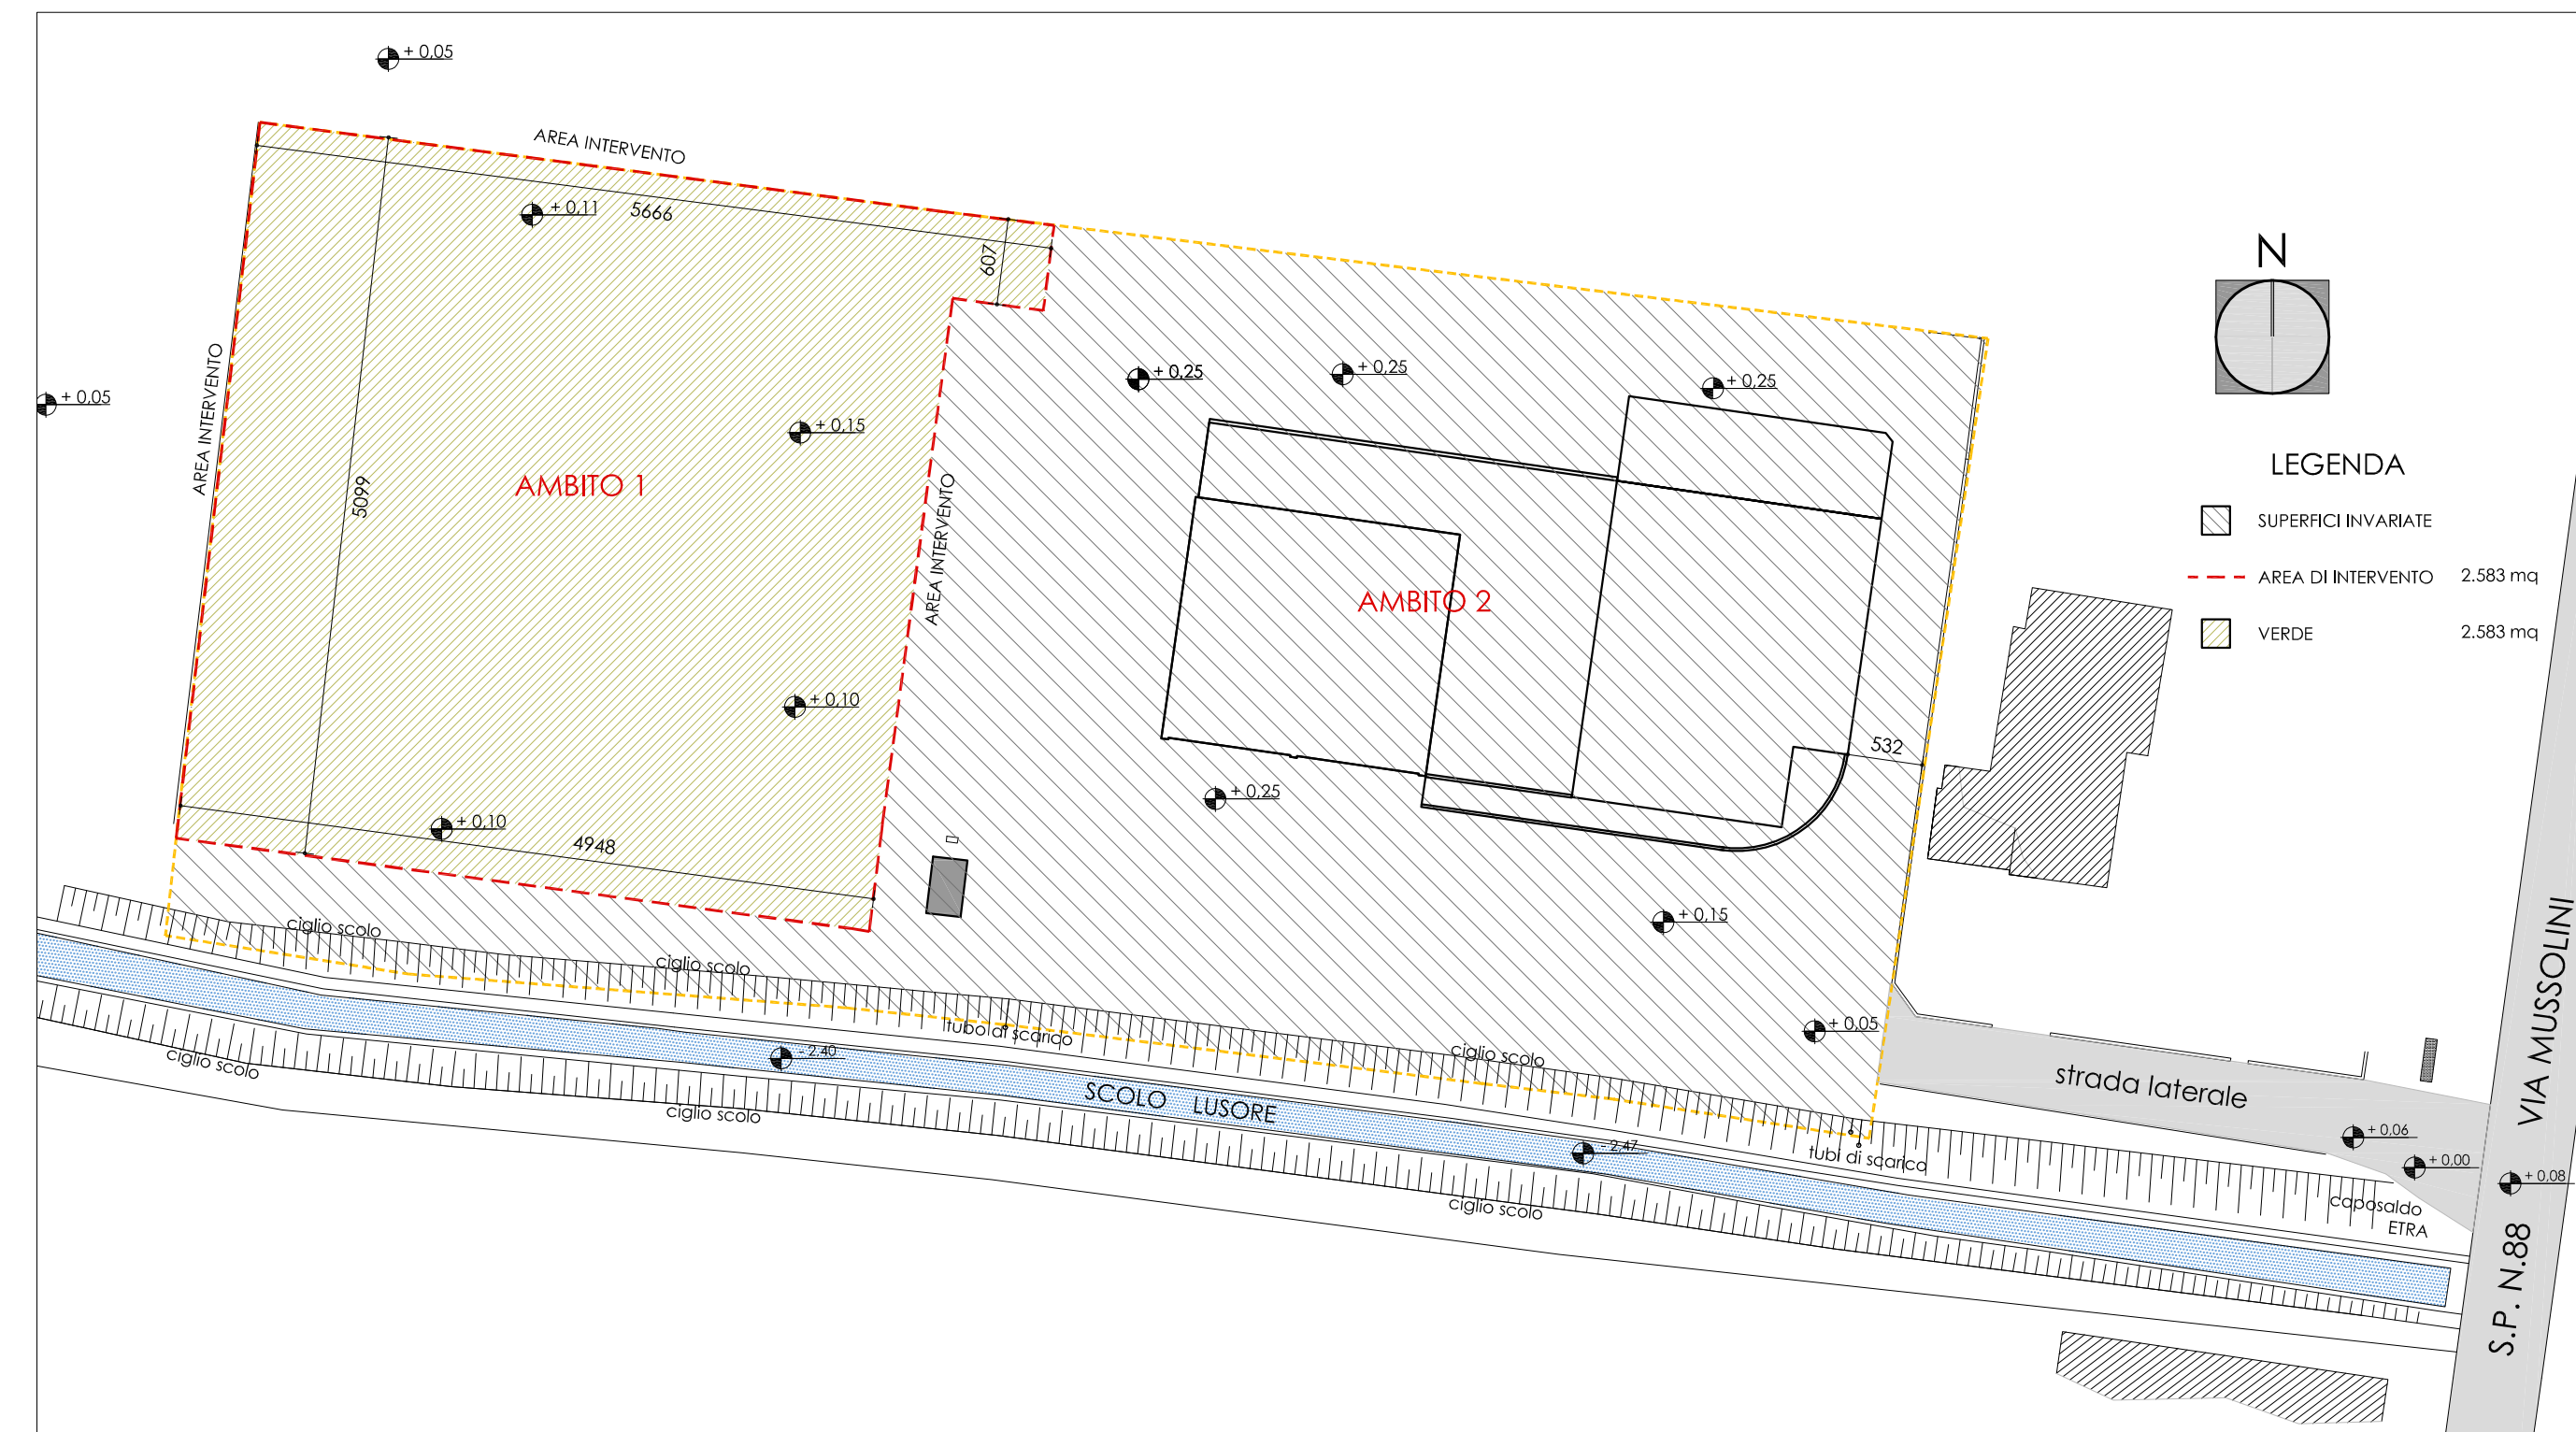 + 0,05
AREA INTERVENTO
+ 0,11
5666
607
N
+ 0,05
AREA INTERVENTO
+ 0,25
+ 0,25
+ 0,25
+ 0,15
LEGENDA
AMBITO 1
5099
AREA INTERVENTO
SUPERFICI INVARIATE
AREA DI INTERVENTO 2.583 mq
VERDE 2.583 mq
AMBITO 2
+ 0,10
532
+ 0,25
+ 0,10
4948
+ 0,15
ciglio scolo
ciglio scolo
tubo di scarico
+ 0,05
ciglio scolo
- 2,40
ciglio scolo
SCOLO LUSORE
ciglio scolo
strada laterale
VIA MUSSOLINI
- 2,47
tubi di scarico
+ 0,06
+ 0,00
+ 0,08
ciglio scolo
caposaldo
ETRA
S.P. N.88